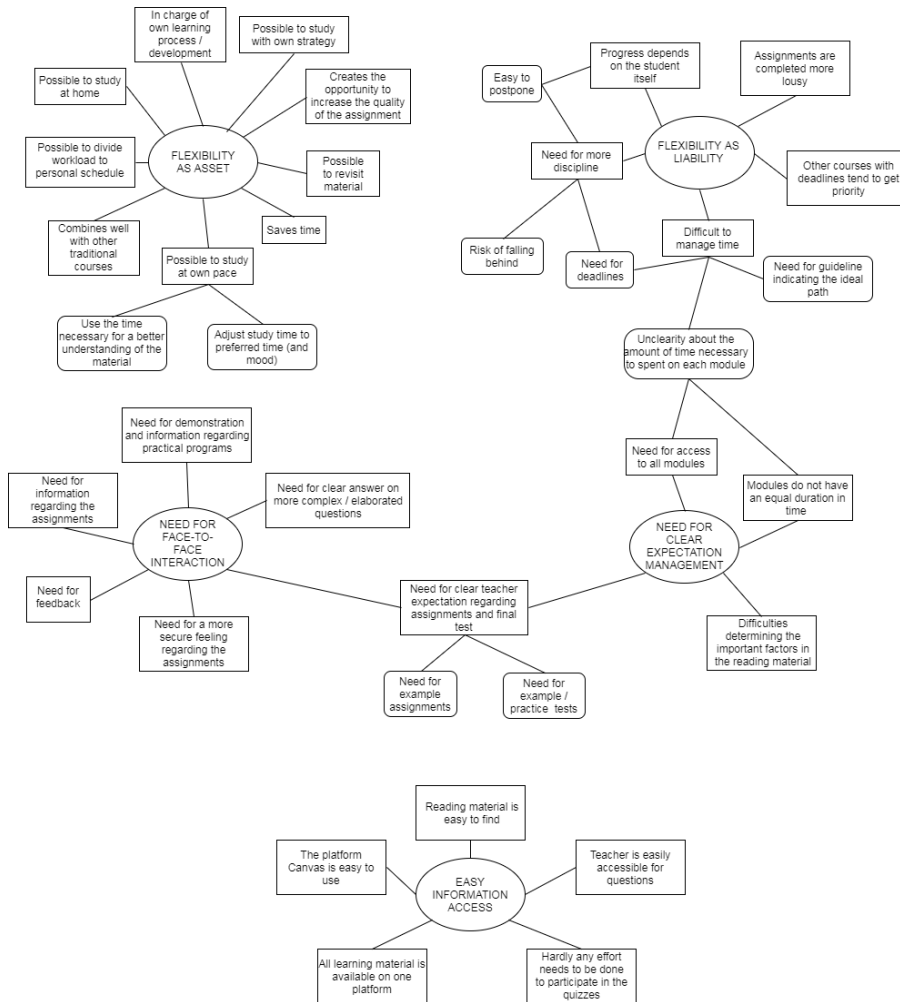 In charge of
own learning
process /
development
Possible to study
with own strategy
Possible to study
at home
Creates the
opportunity to
increase the quality
of the assignment
Possible to divide
workload to
personal schedule
FLEXIBILITY
AS ASSET
Possible
to revisit
material
Combines well
with other
traditional
courses
Saves time
Possible to study
at own pace
Use the time
necessary for a better
understanding of the
material
Adjust study time to
preferred time (and
mood)
Easy to
postpone
Progress depends
on the student
itself
Assignments are
completed more
lousy
Need for more
discipline
FLEXIBILITY AS
LIABILITY
Other courses with
deadlines tend to get
priority
Risk of falling
behind
Need for
deadlines
Difficult to
manage time
Need for guideline
indicating the ideal
path
Unclearity about the
amount of time necessary
to spent on each module
Need for access
to all modules
Modules do not have
an equal duration in
time
NEED FOR
CLEAR
EXPECTATION
MANAGEMENT
Difficulties
determining the
important factors in
the reading material
Need for demonstration
and information regarding
practical programs
Need for
information
regarding the
assignments
Need for clear answer on
more complex / elaborated
questions
NEED FOR
FACE-TO-
FACE
INTERACTION
Need for
feedback
Need for a more
secure feeling
regarding the
assignments
Need for clear teacher
expectation regarding
assignments and final
test
Need for
example
assignments
Need for
example /
practice tests
Reading material is
easy to find
The platform
Canvas is easy to
use
Teacher is easily
accessible for
questions
EASY
INFORMATION
ACCESS
All learning material is
available on one
platform
Hardly any effort
needs to be done
to participate in the
quizzes